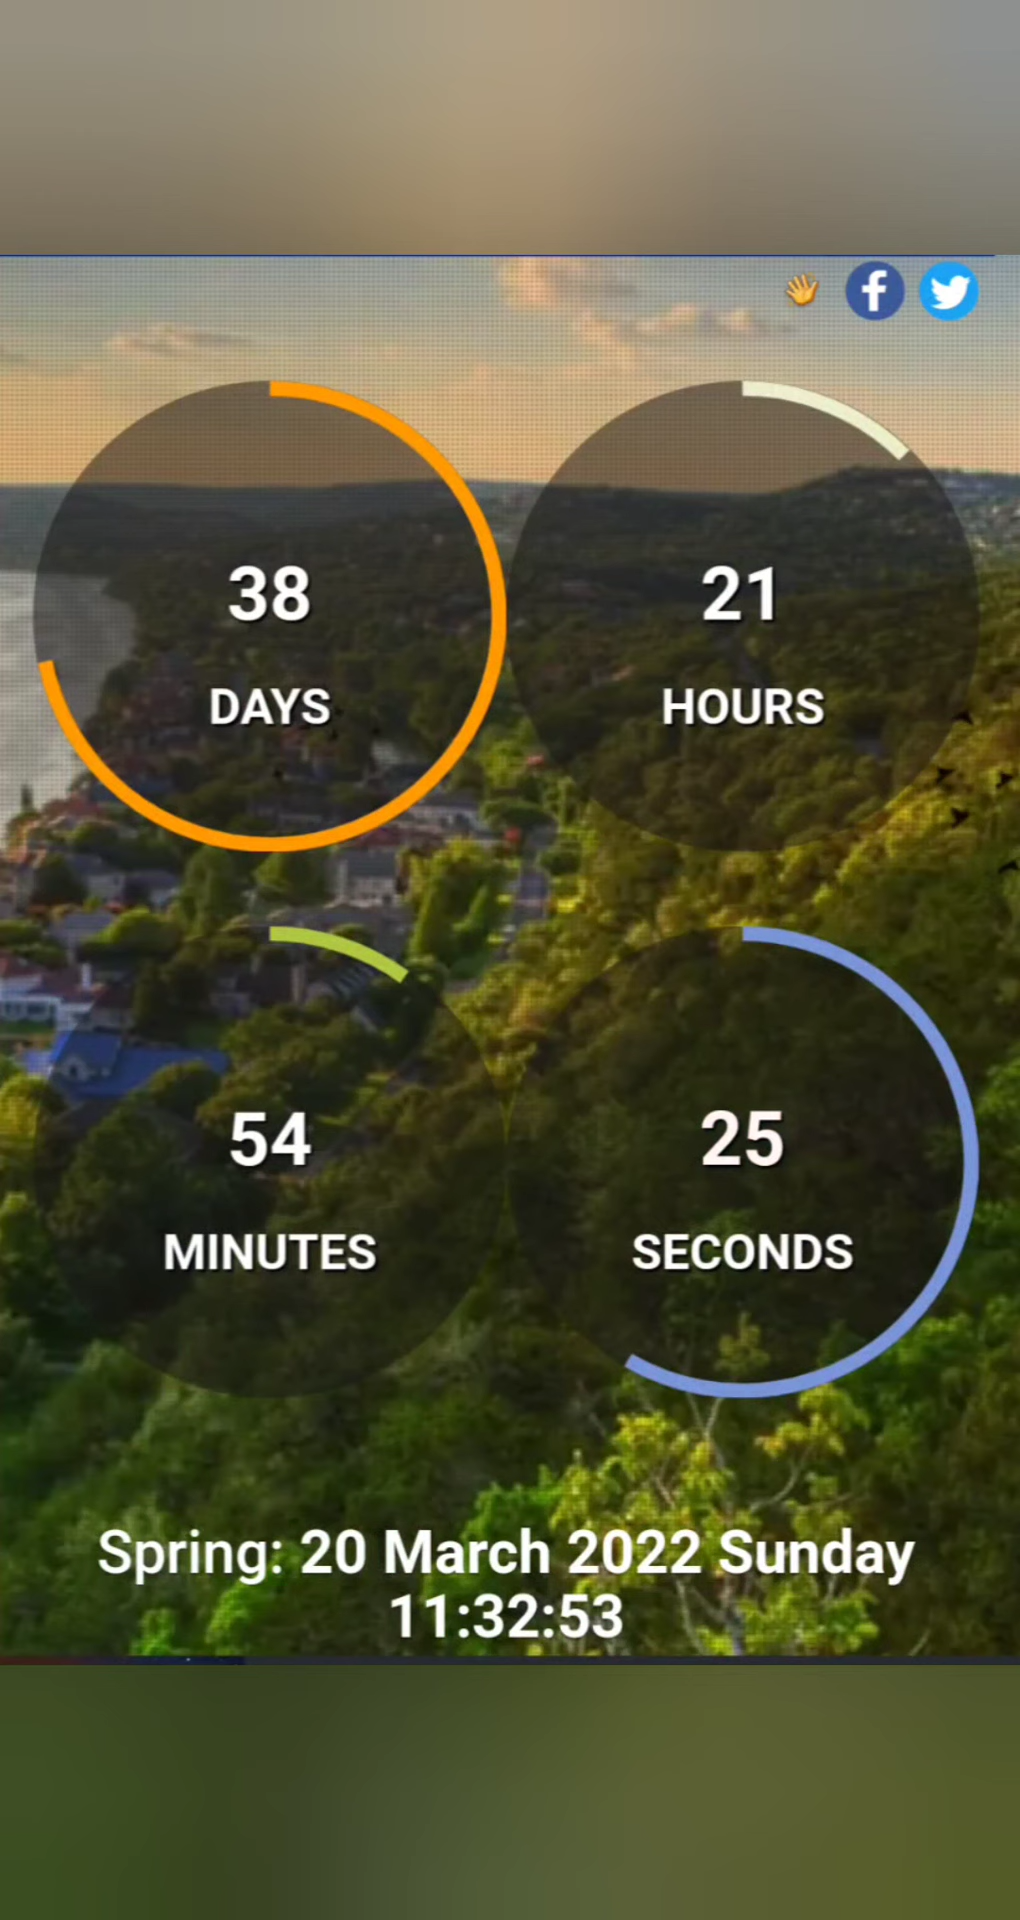 38
DAYS
21
HOURS
54
MINUTES
25
SECONDS
Spring: 20 March 2022 Sunday
11:32:53